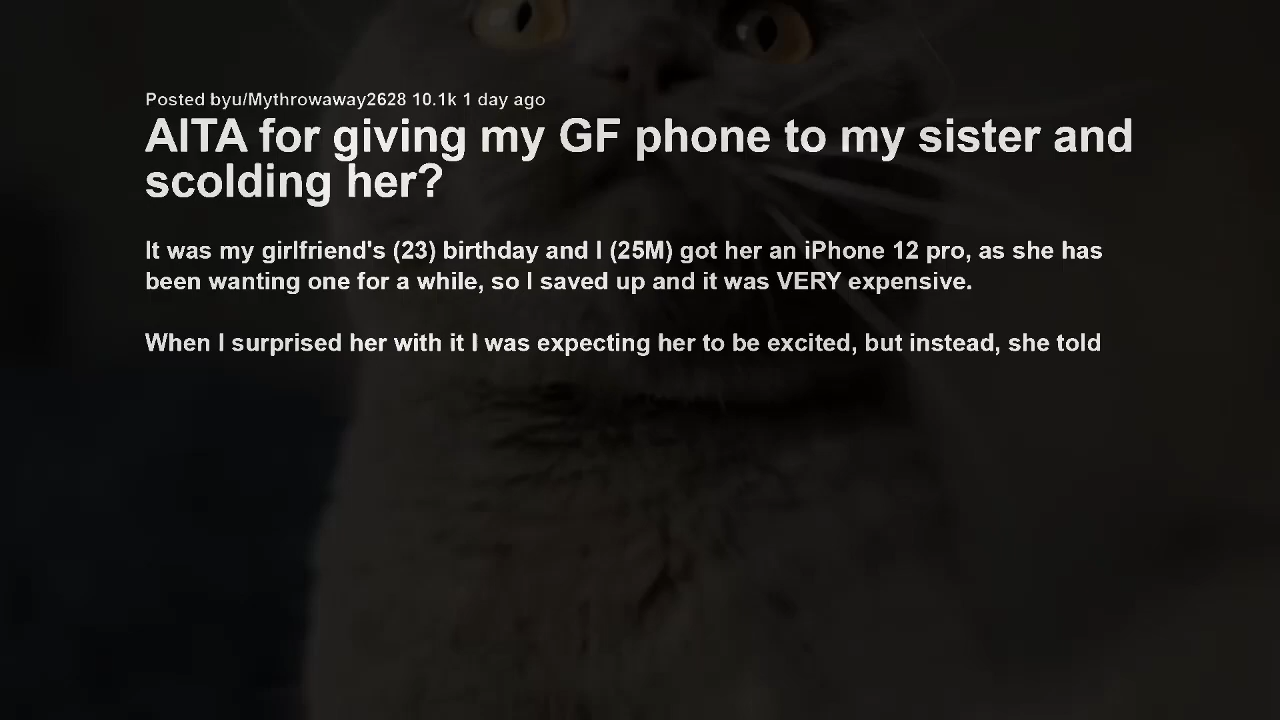 Posted byu/Mythrowaway2628 10.1k 1 day ago
AITA for giving my GF phone to my sister and
scolding her?
It was my girlfriend's (23) birthday and I (25M) got her an iPhone 12 pro, as she has
been wanting one for a while, so I saved up and it was VERY expensive.
When I surprised her with it I was expecting her to be excited, but instead, she told